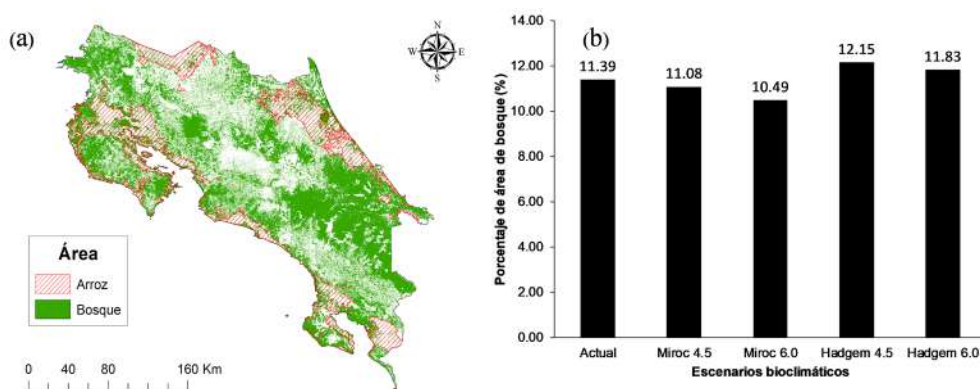 (a)
N
W E
S
Área
Arroz
Bosque
0 40 80 120 160 Km
(b)
Porcentaje de área de bosque (%)
14.00
12.00
10.00
8.00
6.00
4.00
2.00
0.00
11.39
11.08
10.49
12.15
11.83
Actual Miroc 4.5 Miroc 6.0 Hadgem 4.5 Hadgem 6.0
Escenarios bioclimáticos